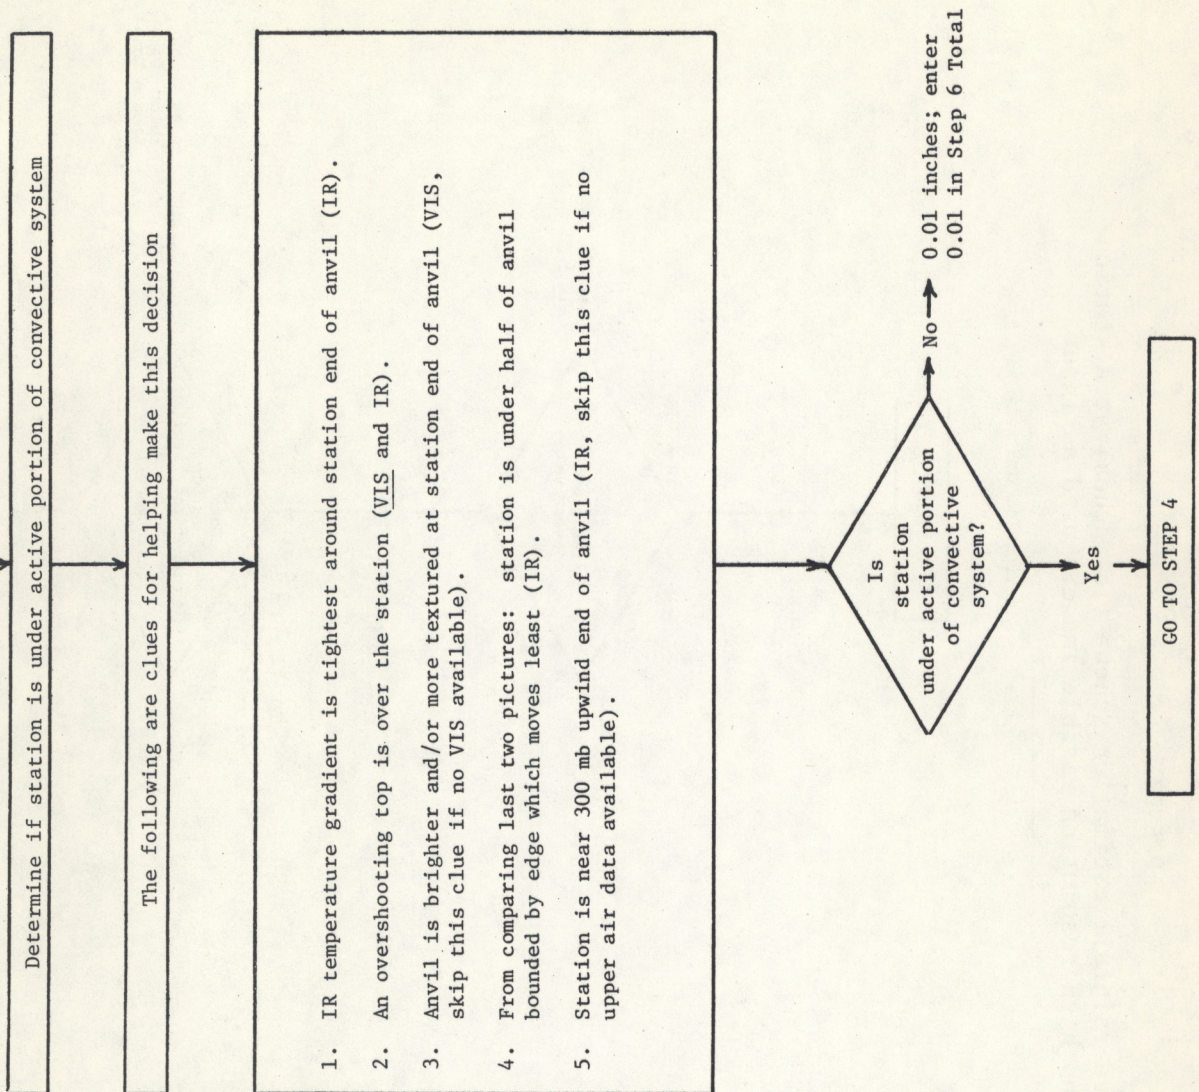 Determine if station is under active portion of convective system
The following are clues for helping make this decision
1. IR temperature gradient is tightest around station end of anvil (IR).
2. An overshooting top is over the station (VIS and IR).
3. Anvil is brighter and/or more textured at station end of anvil (VIS,
skip this clue if no VIS available).
4. From comparing last two pictures: station is under half of anvil
bounded by edge which moves least (IR).
5. Station is near 300 mb upwind end of anvil (IR, skip this clue if no
upper air data available).
Is
station
under active portion
of convective
system?
No
0.01 inches; enter
0.01 in Step 6 Total
Yes
GO TO STEP 4